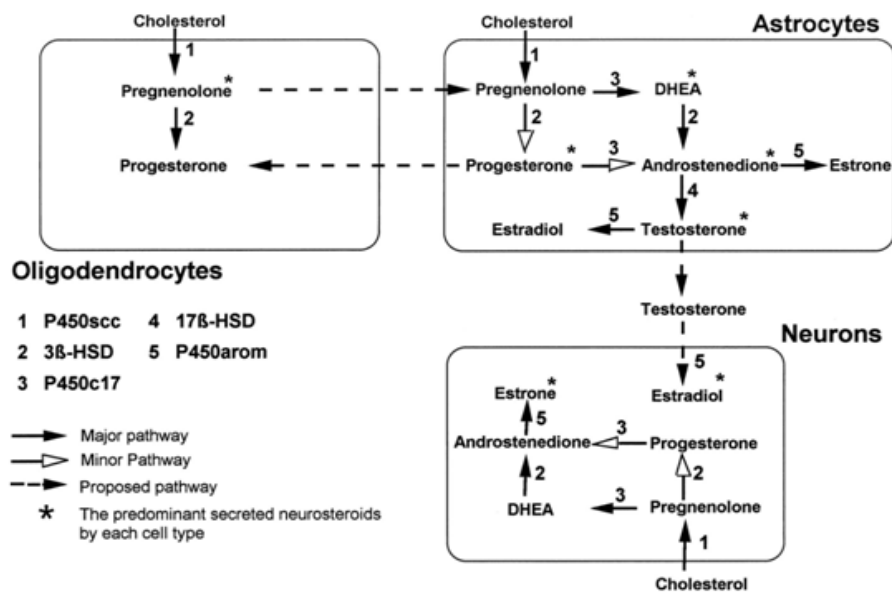 Cholesterol
1
Pregnenolone*
2
Progesterone
Oligodendrocytes
Cholesterol
Astrocytes
1
Pregnenolone 3 DHEA*
2 2
Progesterone* 3 Androstenedione* 5 Estrone
4
Estradiol 5 Testosterone*
Testosterone
Neurons
5
Estrone* Estradiol*
5
Androstenedione 3 Progesterone
2 2
DHEA 3 Pregnenolone
1
Cholesterol
1 P450scc 4 17ß-HSD
2 3ß-HSD 5 P450arom
3 P450c17
Major pathway
Minor Pathway
Proposed pathway
* The predominant secreted neurosteroids
by each cell type